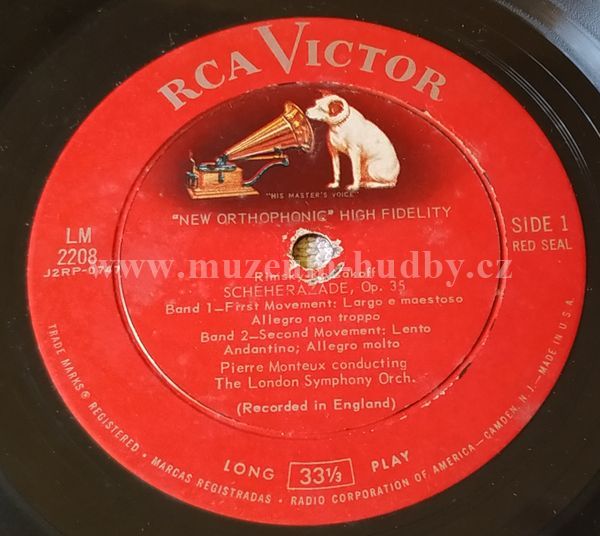 RCA VICTOR
"HIS MASTER'S VOICE"
"NEW ORTHOPHONIC" HIGH FIDELITY
LM
2208
J2RP-0747
SIDE 1
RED SEAL
www.muzeumhudby.cz
SCHEHERAZADE, Op. 35
Band 1—First Movement: Largo e maestoso
Allegro non troppo
Band 2—Second Movement: Lento
Andantino; Allegro molto
Pierre Monteux conducting
The London Symphony Orch.
(Recorded in England)
LONG 33⅓ PLAY
TRADE MARKS ® REGISTERED • MARCAS REGISTRADAS • RADIO CORPORATION OF AMERICA—CAMDEN, N.J.—MADE IN U.S.A.